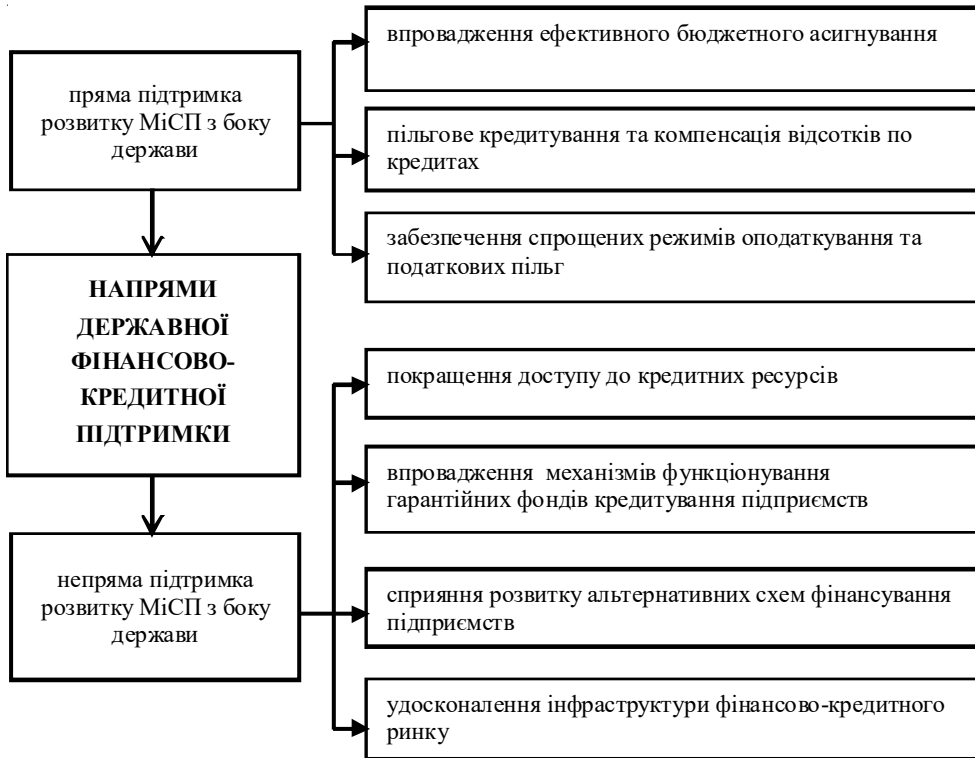 пряма підтримка
розвитку МіСП з боку
держави
впровадження ефективного бюджетного асигнування
пільгове кредитування та компенсація відсотків по
кредитах
забезпечення спрощених режимів оподаткування та
податкових пільг
НАПРЯМИ
ДЕРЖАВНОЇ
ФІНАНСОВО-
КРЕДИТНОЇ
ПІДТРИМКИ
непряма підтримка
розвитку МіСП з боку
держави
покращення доступу до кредитних ресурсів
впровадження  механізмів функціонування
гарантійних фондів кредитування підприємств
сприяння розвитку альтернативних схем фінансування
підприємств
удосконалення інфраструктури фінансово-кредитного
ринку